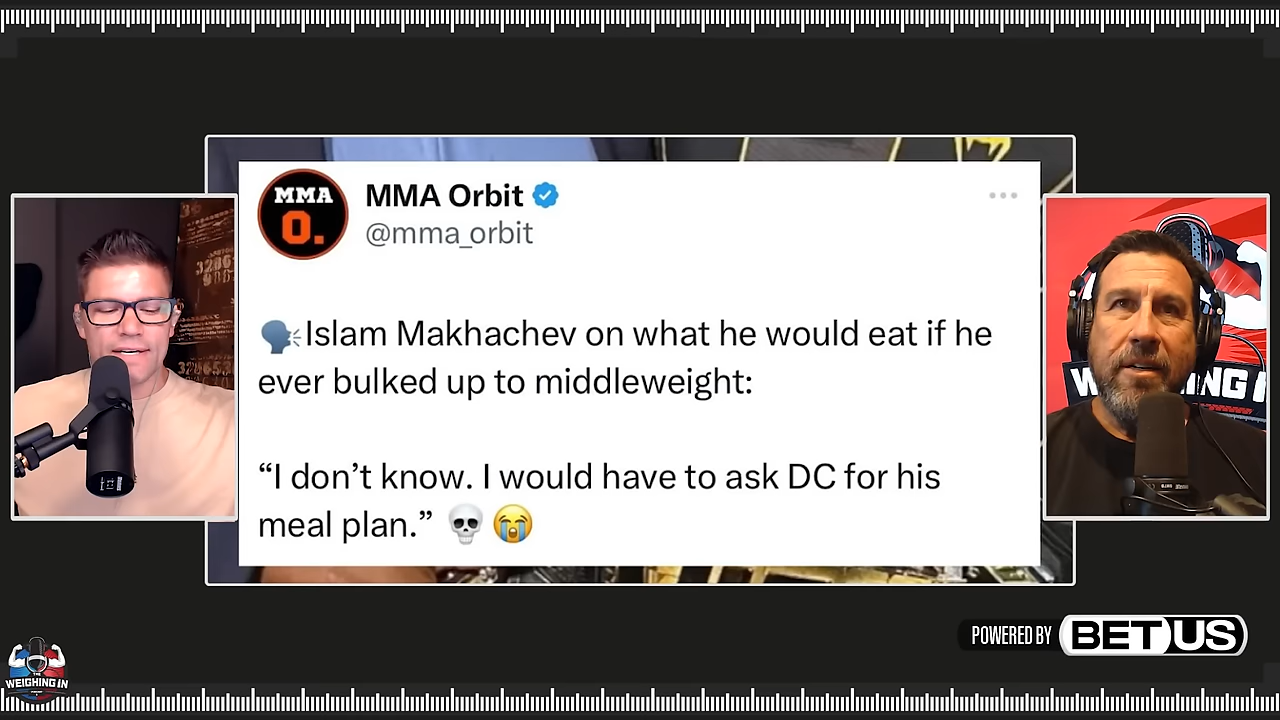 MMA
O.
MMA Orbit
@mma_orbit
🗣Islam Makhachev on what he would eat if he
ever bulked up to middleweight:
“I don’t know. I would have to ask DC for his
meal plan.” 💀😭
POWERED BY BETUS
THE
WEIGHING IN